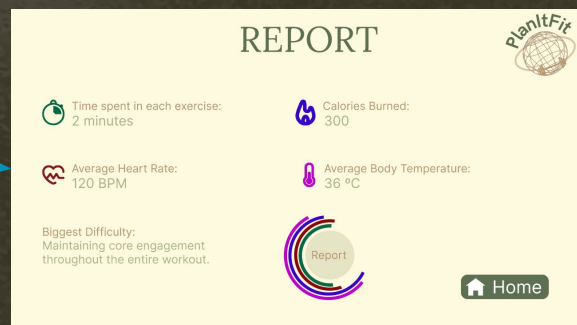 REPORT
PlanItFit
Time spent in each exercise:
2 minutes
Calories Burned:
300
Average Heart Rate:
120 BPM
Average Body Temperature:
36 ºC
Biggest Difficulty:
Maintaining core engagement
throughout the entire workout.
Report
Home